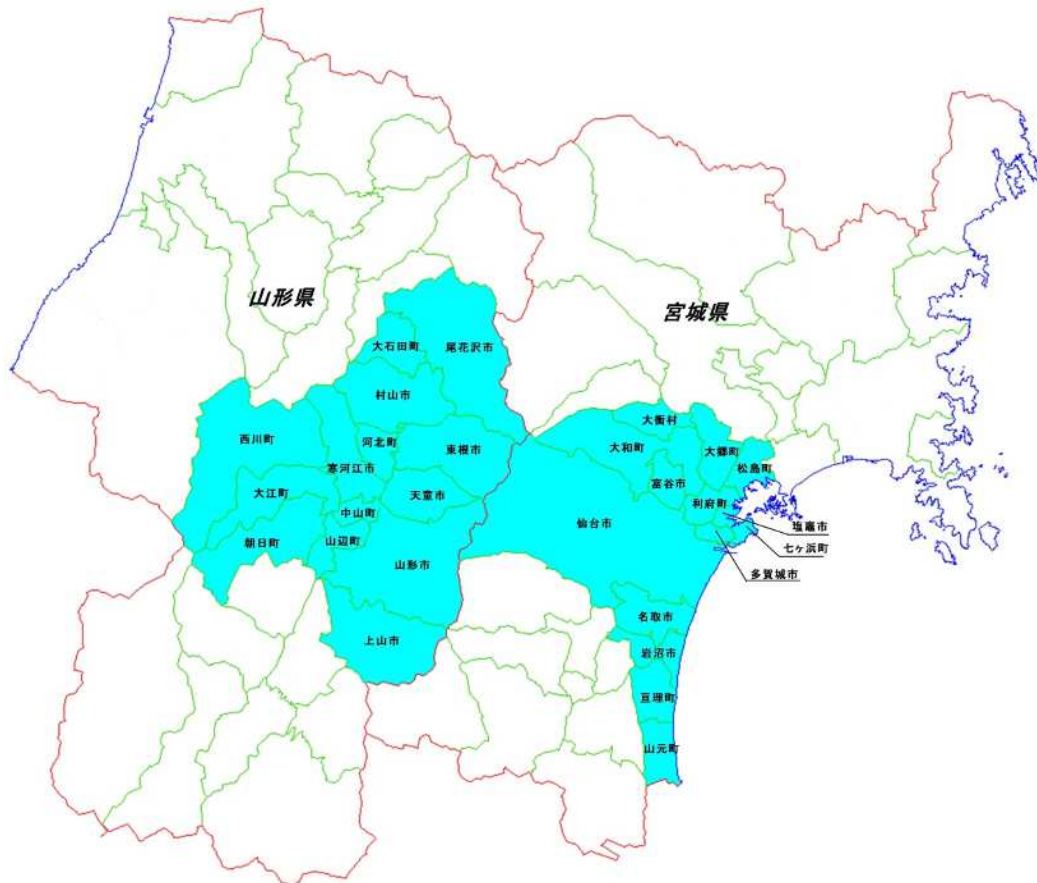 山形県
宮城県
大石田町
尾花沢市
村山市
西川町
河北町
東根市
寒河江市
大江町
天童市
中山町
朝日町
山辺町
山形市
上山市
大衡村
大和町
大郷町
松島町
富谷市
利府町
仙台市
塩竈市
七ヶ浜町
多賀城市
名取市
岩沼市
亘理町
山元町